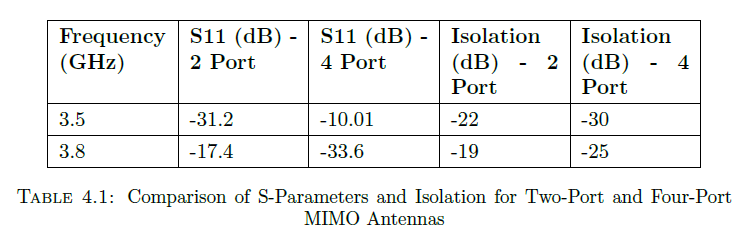 Frequency (GHz) | S11 (dB) - 2 Port | S11 (dB) - 4 Port | Isolation (dB) - 2 Port | Isolation (dB) - 4 Port
3.5 | -31.2 | -10.01 | -22 | -30
3.8 | -17.4 | -33.6 | -19 | -25
TABLE 4.1: Comparison of S-Parameters and Isolation for Two-Port and Four-Port
MIMO Antennas